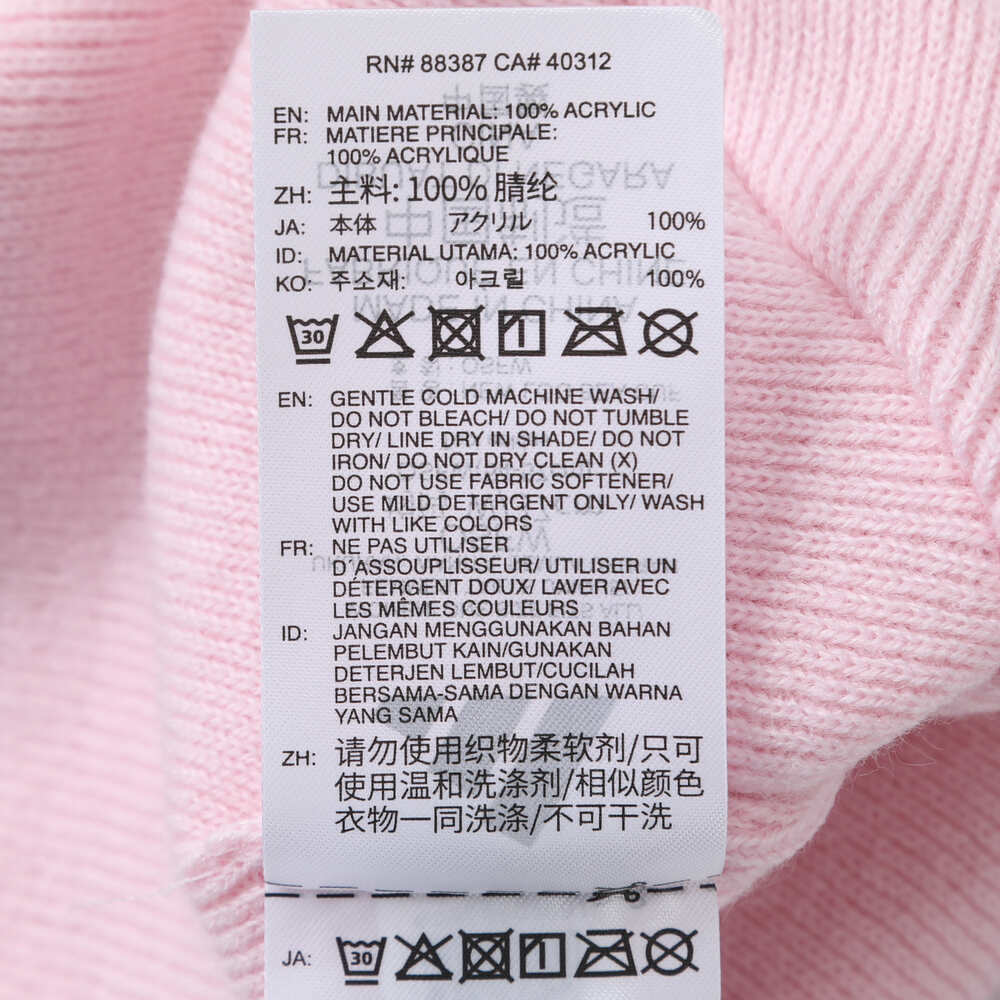 RN# 88387 CA# 40312
EN: MAIN MATERIAL: 100% ACRYLIC
FR: MATIERE PRINCIPALE:
100% ACRYLIQUE
ZH: 主料: 100% 腈纶
JA: 本体 アクリル 100%
ID: MATERIAL UTAMA: 100% ACRYLIC
KO: 주소재: 아크릴 100%
30
EN: GENTLE COLD MACHINE WASH/
DO NOT BLEACH/ DO NOT TUMBLE
DRY/ LINE DRY IN SHADE/ DO NOT
IRON/ DO NOT DRY CLEAN (X)
DO NOT USE FABRIC SOFTENER/
USE MILD DETERGENT ONLY/ WASH
WITH LIKE COLORS
FR: NE PAS UTILISER
D'ASSOUPLISSEUR/ UTILISER UN
DÉTERGENT DOUX/ LAVER AVEC
LES MÊMES COULEURS
ID: JANGAN MENGGUNAKAN BAHAN
PELEMBUT KAIN/GUNAKAN
DETERJEN LEMBUT/CUCILAH
BERSAMA-SAMA DENGAN WARNA
YANG SAMA
ZH: 请勿使用织物柔软剂/只可
使用温和洗涤剂/相似颜色
衣物一同洗涤/不可干洗
JA: 30